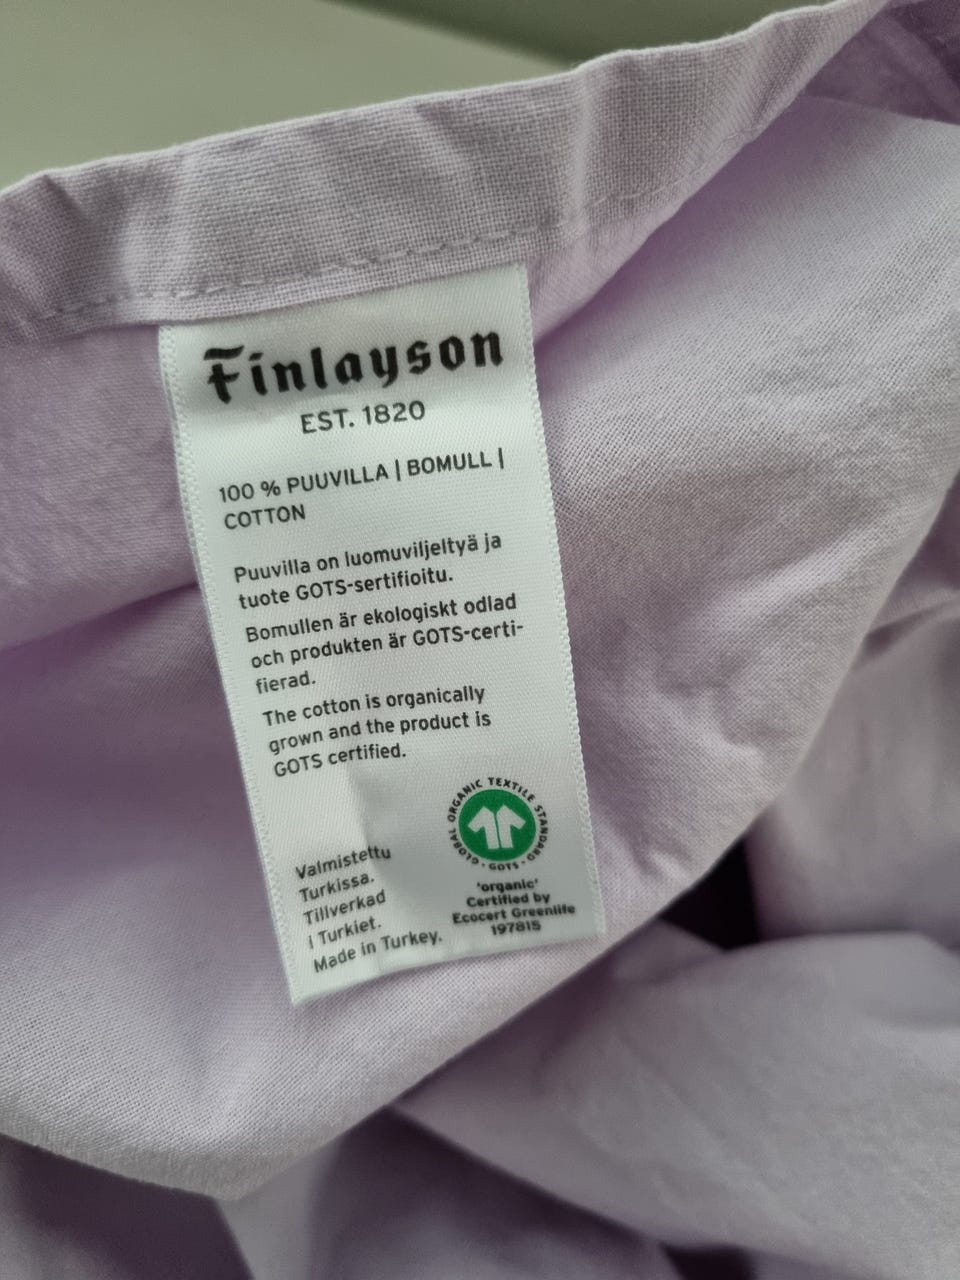 Finlayson
EST. 1820
100 % PUUVILLA | BOMULL |
COTTON
Puuvilla on luomuviljeltyä ja
tuote GOTS-sertifioitu.
Bomullen är ekologiskt odlad
och produkten är GOTS-certi-
fierad.
The cotton is organically
grown and the product is
GOTS certified.
Valmistettu
Turkissa.
Tillverkad
i Turkiet.
Made in Turkey.
GLOBAL ORGANIC TEXTILE STANDARD
· GOTS ·
'organic'
Certified by
Ecocert Greenlife
197815